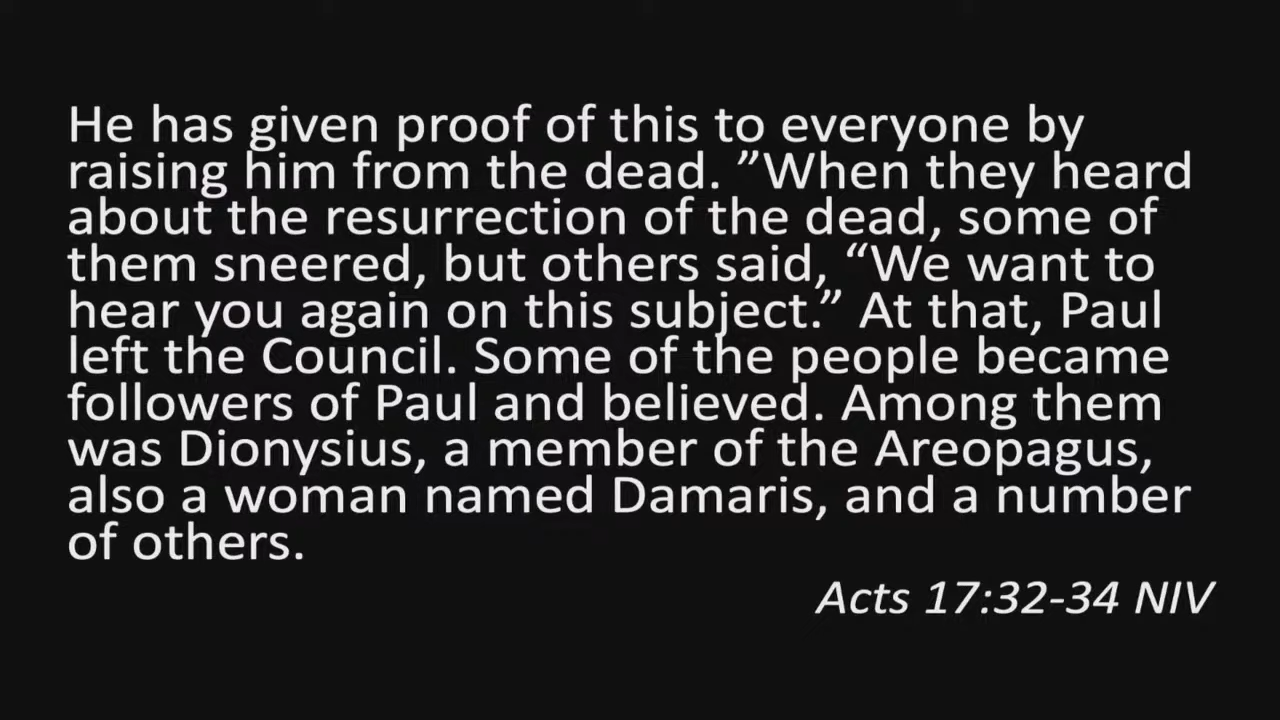 He has given proof of this to everyone by
raising him from the dead. ”When they heard
about the resurrection of the dead, some of
them sneered, but others said, “We want to
hear you again on this subject.” At that, Paul
left the Council. Some of the people became
followers of Paul and believed. Among them
was Dionysius, a member of the Areopagus,
also a woman named Damaris, and a number
of others.
Acts 17:32-34 NIV